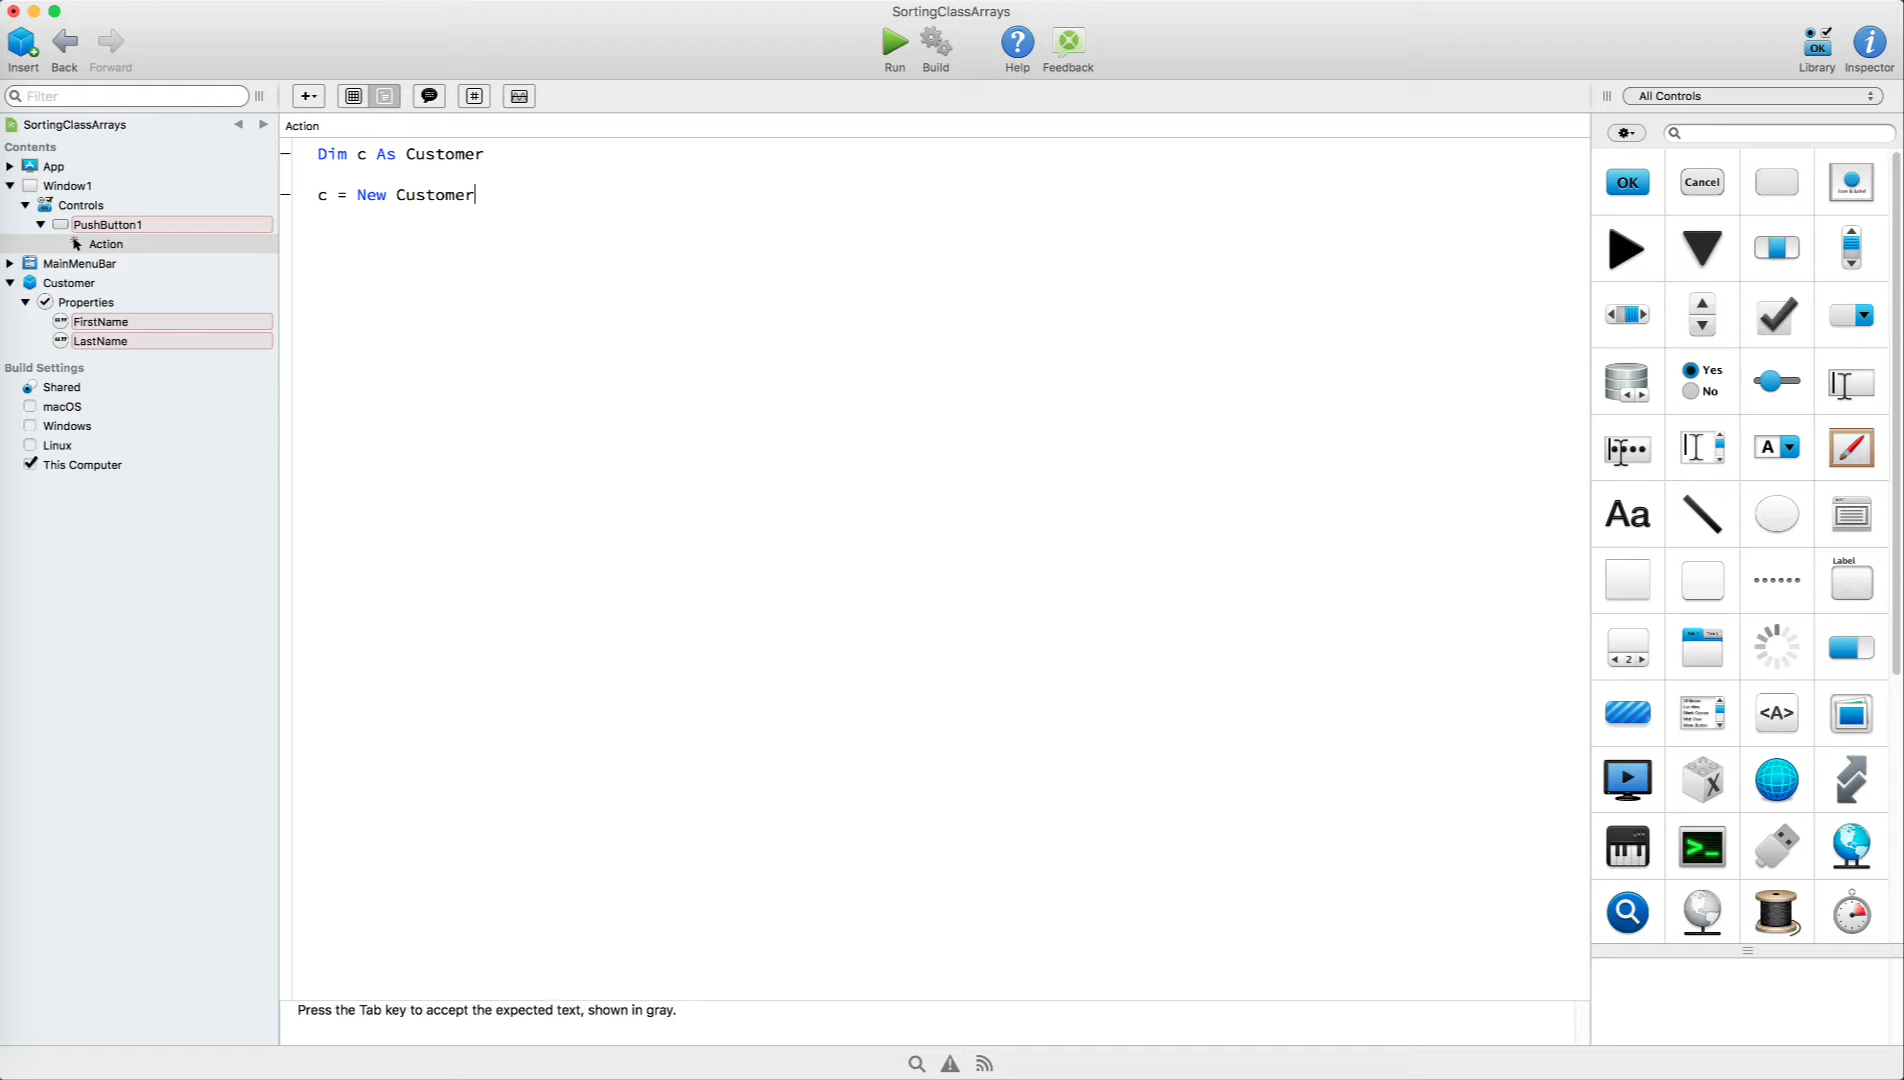 SortingClassArrays
Insert
Back
Forward
Run
Build
Help
Feedback
Library
Inspector
Filter
All Controls
SortingClassArrays
Contents
App
Window1
Controls
PushButton1
Action
MainMenuBar
Customer
Properties
FirstName
LastName
Build Settings
Shared
macOS
Windows
Linux
This Computer
Action
Dim c As Customer
c = New Customer
Press the Tab key to accept the expected text, shown in gray.
OK
OK
Cancel
Yes
No
A
Aa
Label
2
<A>
X
>_